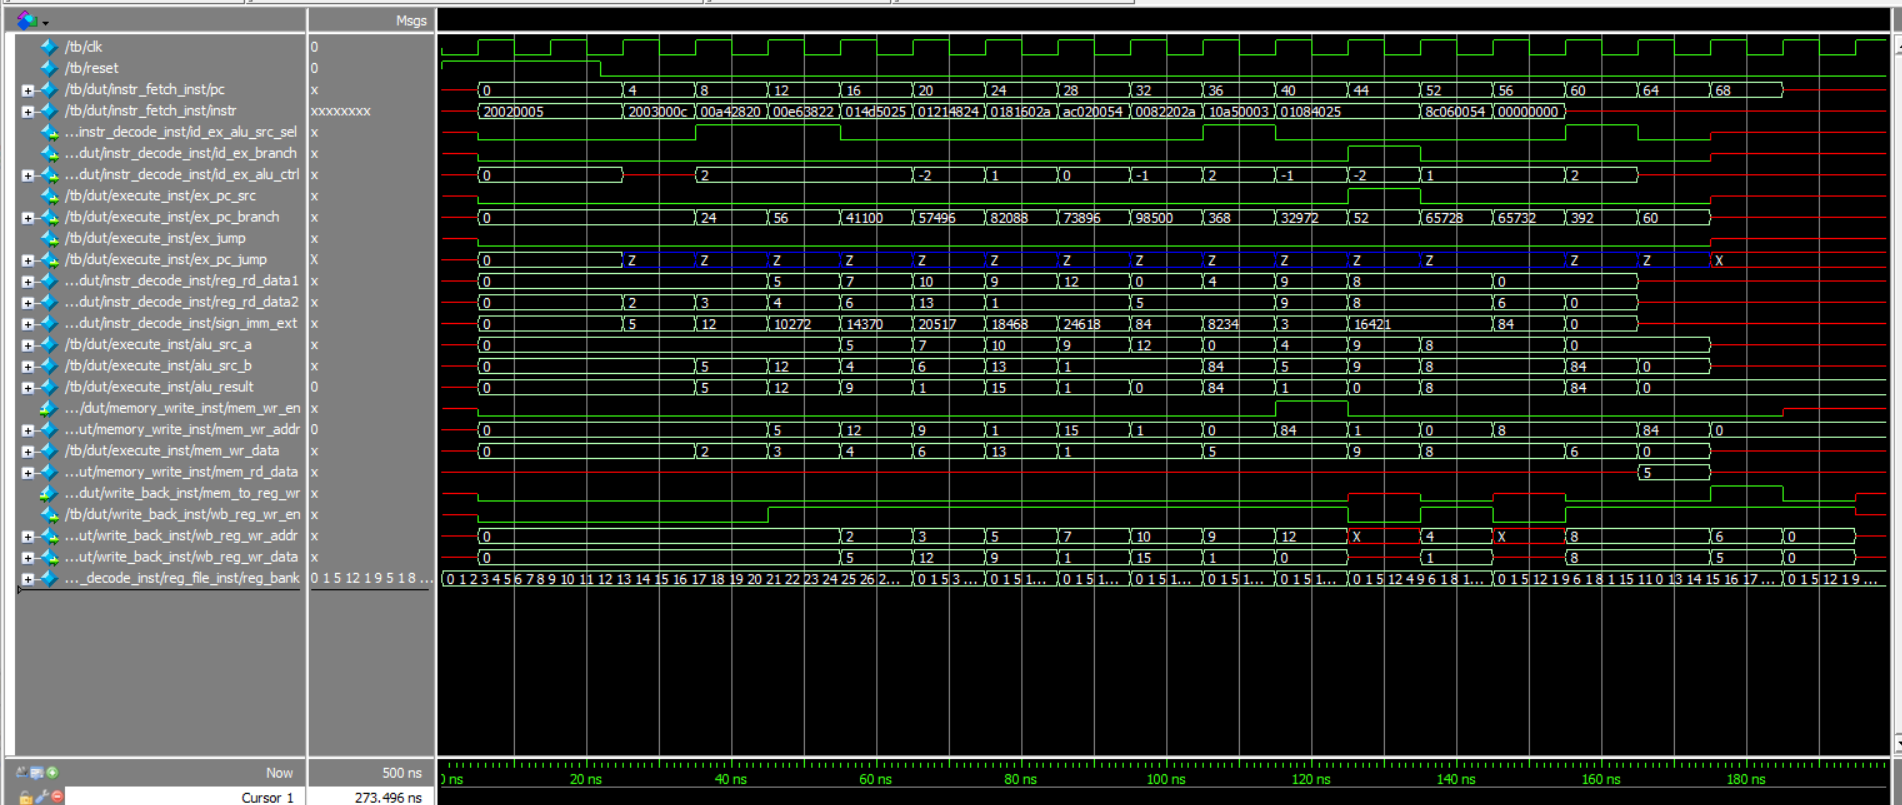 Msgs
/tb/clk 0
/tb/reset 0
/tb/dut/instr_fetch_inst/pc x 0 4 8 12 16 20 24 28 32 36 40 44 52 56 60 64 68
/tb/dut/instr_fetch_inst/instr xxxxxxxx 20020005 2003000c 00a42820 00e63822 014d5025 01214824 0181602a ac020054 0082202a 10a50003 01084025 8c060054 00000000
...instr_decode_inst/id_ex_alu_src_sel x
...dut/instr_decode_inst/id_ex_branch x
...dut/instr_decode_inst/id_ex_alu_ctrl x 0 2 -2 1 0 -1 2 -1 -2 1 2
/tb/dut/execute_inst/ex_pc_src x
/tb/dut/execute_inst/ex_pc_branch x 0 24 56 41100 57496 82088 73896 98500 368 32972 52 65728 65732 392 60
/tb/dut/execute_inst/ex_jump x
/tb/dut/execute_inst/ex_pc_jump X 0 Z Z Z Z Z Z Z Z Z Z Z Z Z Z X
...dut/instr_decode_inst/reg_rd_data1 x 0 5 7 10 9 12 0 4 9 8 0
...dut/instr_decode_inst/reg_rd_data2 x 0 2 3 4 6 13 1 5 9 8 6 0
...dut/instr_decode_inst/sign_imm_ext x 0 5 12 10272 14370 20517 18468 24618 84 8234 3 16421 84 0
/tb/dut/execute_inst/alu_src_a x 0 5 7 10 9 12 0 4 9 8 0
/tb/dut/execute_inst/alu_src_b x 0 5 12 4 6 13 1 84 5 9 8 84 0
/tb/dut/execute_inst/alu_result 0 0 5 12 9 1 15 1 0 84 1 0 8 84 0
.../dut/memory_write_inst/mem_wr_en x
...ut/memory_write_inst/mem_wr_addr 0 0 5 12 9 1 15 1 0 84 1 0 8 84 0
/tb/dut/execute_inst/mem_wr_data x 0 2 3 4 6 13 1 5 9 8 6 0
...ut/memory_write_inst/mem_rd_data x 5
...dut/write_back_inst/mem_to_reg_wr x
/tb/dut/write_back_inst/wb_reg_wr_en x
...ut/write_back_inst/wb_reg_wr_addr x 0 2 3 5 7 10 9 12 X 4 X 8 6 0
...ut/write_back_inst/wb_reg_wr_data x 0 5 12 9 1 15 1 0 1 8 5 0
..._decode_inst/reg_file_inst/reg_bank 0 1 5 12 1 9 5 1 8 ... 0 1 2 3 4 5 6 7 8 9 10 11 12 13 14 15 16 17 18 19 20 21 22 23 24 25 26 2... 0 1 5 3 ... 0 1 5 1... 0 1 5 1... 0 1 5 1... 0 1 5 1... 0 1 5 1... 0 1 5 12 4 9 6 1 8 1... 0 1 5 12 1 9 6 1 8 1 15 11 0 13 14 15 16 17 ... 0 1 5 12 1 9 ...
Now 500 ns
ns 20 ns 40 ns 60 ns 80 ns 100 ns 120 ns 140 ns 160 ns 180 ns
Cursor 1 273.496 ns